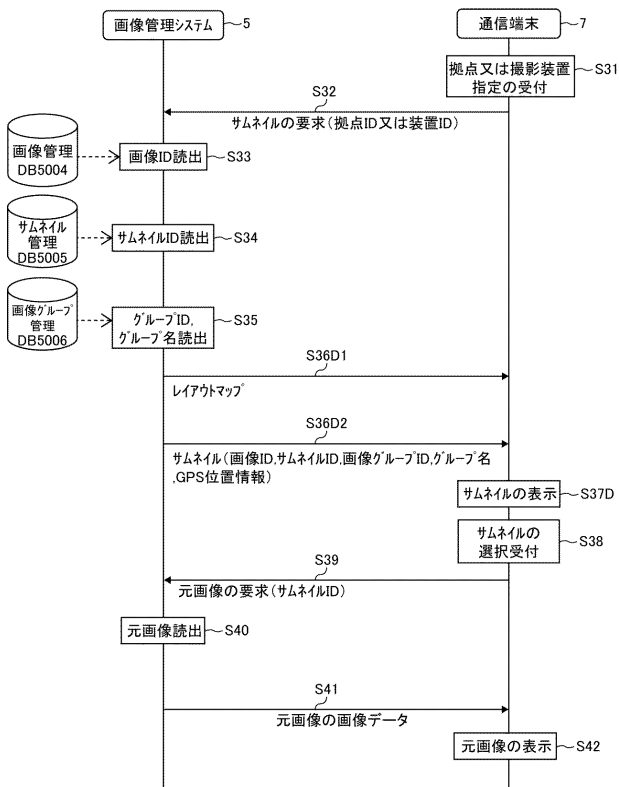 画像管理システム
5
通信端末
7
拠点又は撮影装置
指定の受付
S31
S32
サムネイルの要求(拠点ID又は装置ID)
画像管理
DB5004
画像ID読出
S33
サムネイル
管理
DB5005
サムネイルID読出
S34
画像グループ
管理
DB5006
グループID,
グループ名読出
S35
S36D1
レイアウトマップ
S36D2
サムネイル(画像ID,サムネイルID,画像グループID,グループ名
,GPS位置情報)
サムネイルの表示
S37D
サムネイルの
選択受付
S38
S39
元画像の要求(サムネイルID)
元画像読出
S40
S41
元画像の画像データ
元画像の表示
S42